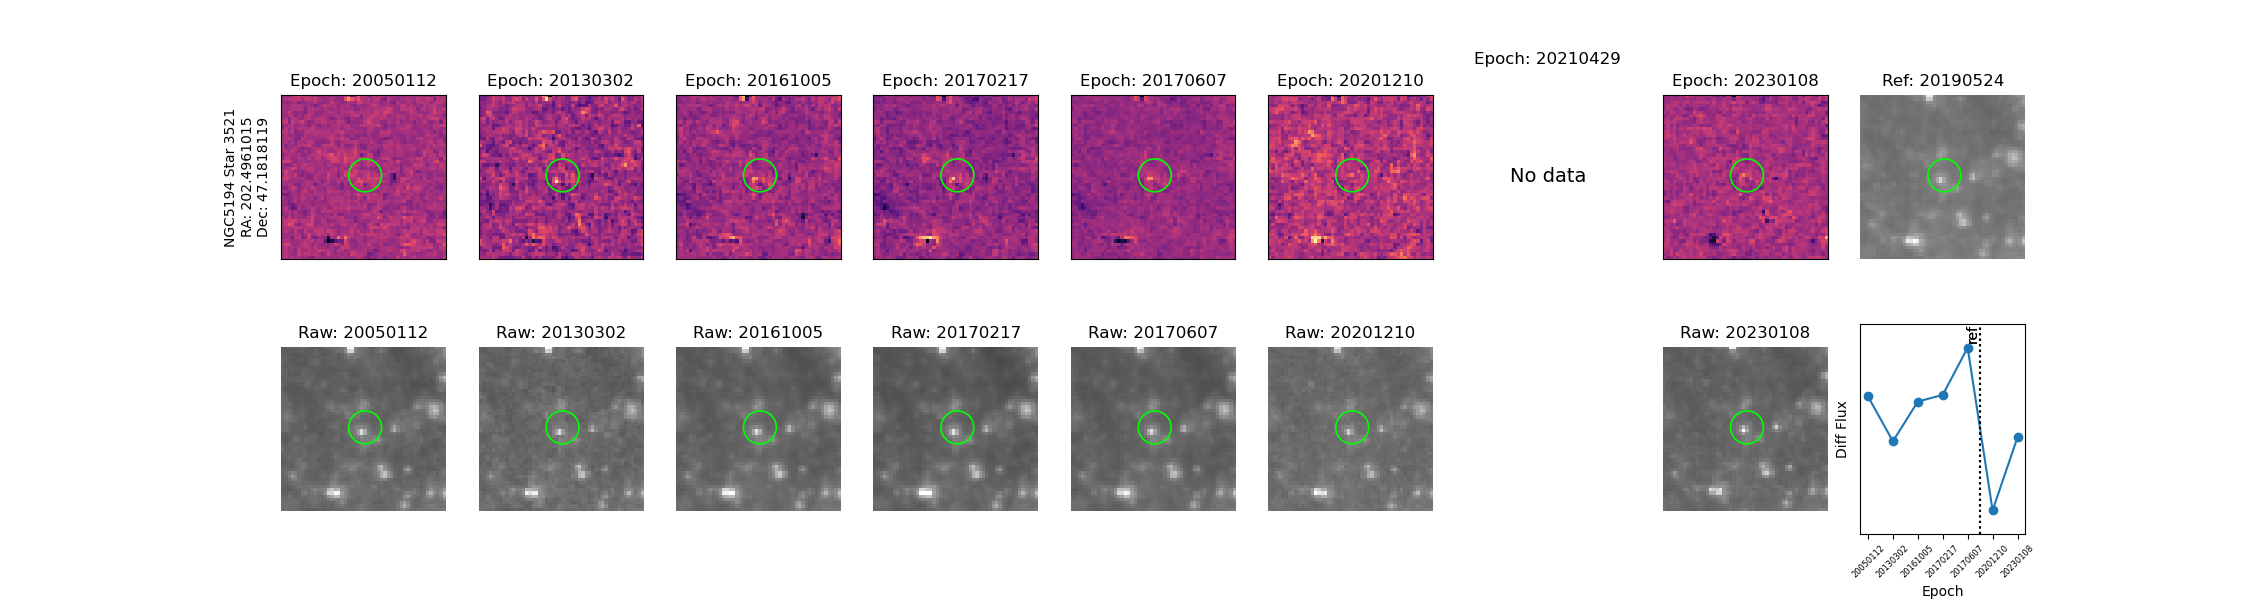 Epoch: 20210429
Epoch: 20050112
Epoch: 20130302
Epoch: 20161005
Epoch: 20170217
Epoch: 20170607
Epoch: 20201210
Epoch: 20230108
Ref: 20190524
NGC5194 Star 3521
RA: 202.4961015
Dec: 47.1818119
No data
Raw: 20050112
Raw: 20130302
Raw: 20161005
Raw: 20170217
Raw: 20170607
Raw: 20201210
Raw: 20230108
ref
Diff Flux
20050112
20130302
20161005
20170217
20170607
20201210
20230108
Epoch